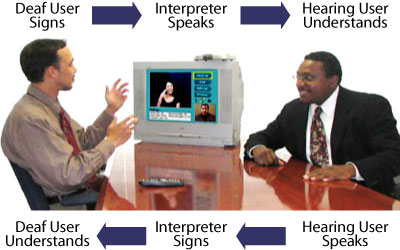 Deaf User Interpreter Hearing User
Signs Speaks Understands
Deaf User Interpreter Hearing User
Understands Signs Speaks